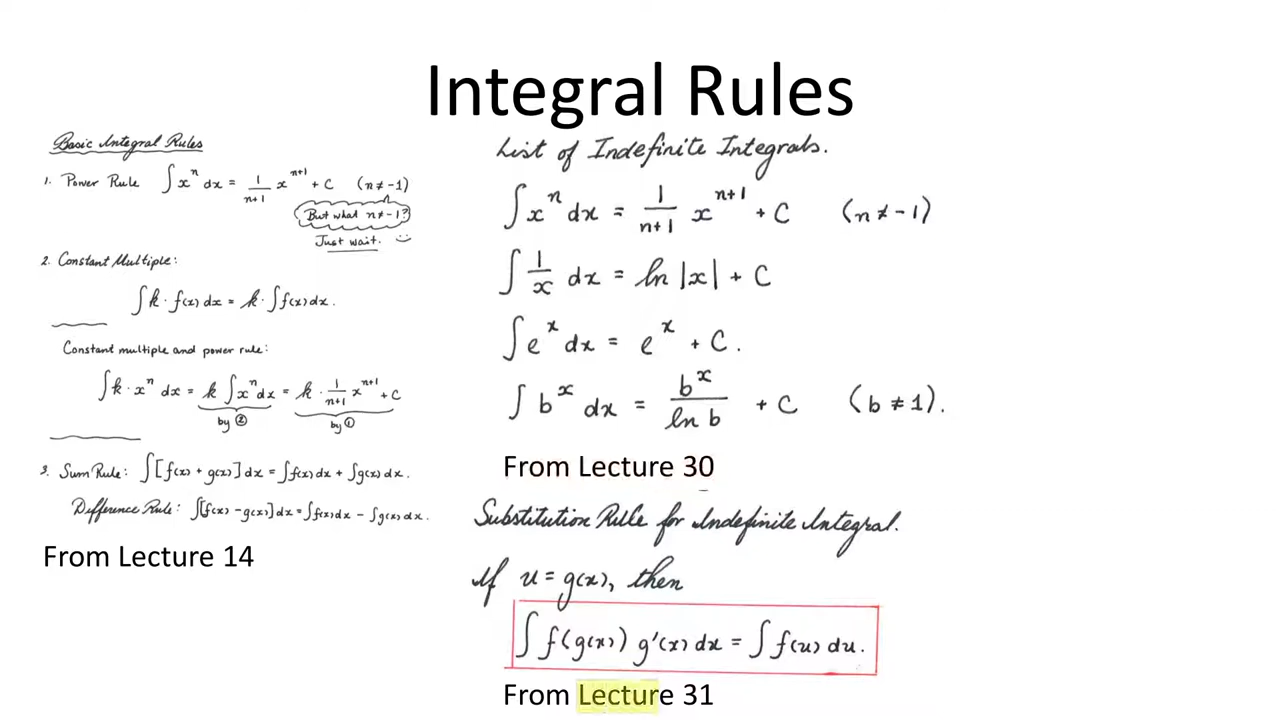 Integral Rules
Basic Integral Rules
1. Power Rule ∫ xⁿ dx = 1/(n+1) xⁿ⁺¹ + C (n ≠ -1)
But what n ≠ -1?
Just wait.
2. Constant Multiple:
∫ k · f(x) dx = k · ∫ f(x) dx.
Constant multiple and power rule:
∫ k · xⁿ dx = k ∫ xⁿ dx = k · 1/(n+1) xⁿ⁺¹ + C
by ② by ①
3. Sum Rule: ∫ [f(x) + g(x)] dx = ∫ f(x) dx + ∫ g(x) dx.
Difference Rule: ∫ [f(x) - g(x)] dx = ∫ f(x) dx - ∫ g(x) dx.
From Lecture 14
List of Indefinite Integrals.
∫ xⁿ dx = 1/(n+1) xⁿ⁺¹ + C (n ≠ -1)
∫ 1/x dx = ln |x| + C
∫ eˣ dx = eˣ + C.
∫ bˣ dx = bˣ/ln b + C (b ≠ 1).
From Lecture 30
Substitution Rule for Indefinite Integral.
If u = g(x), then
∫ f(g(x)) g'(x) dx = ∫ f(u) du.
From Lecture 31